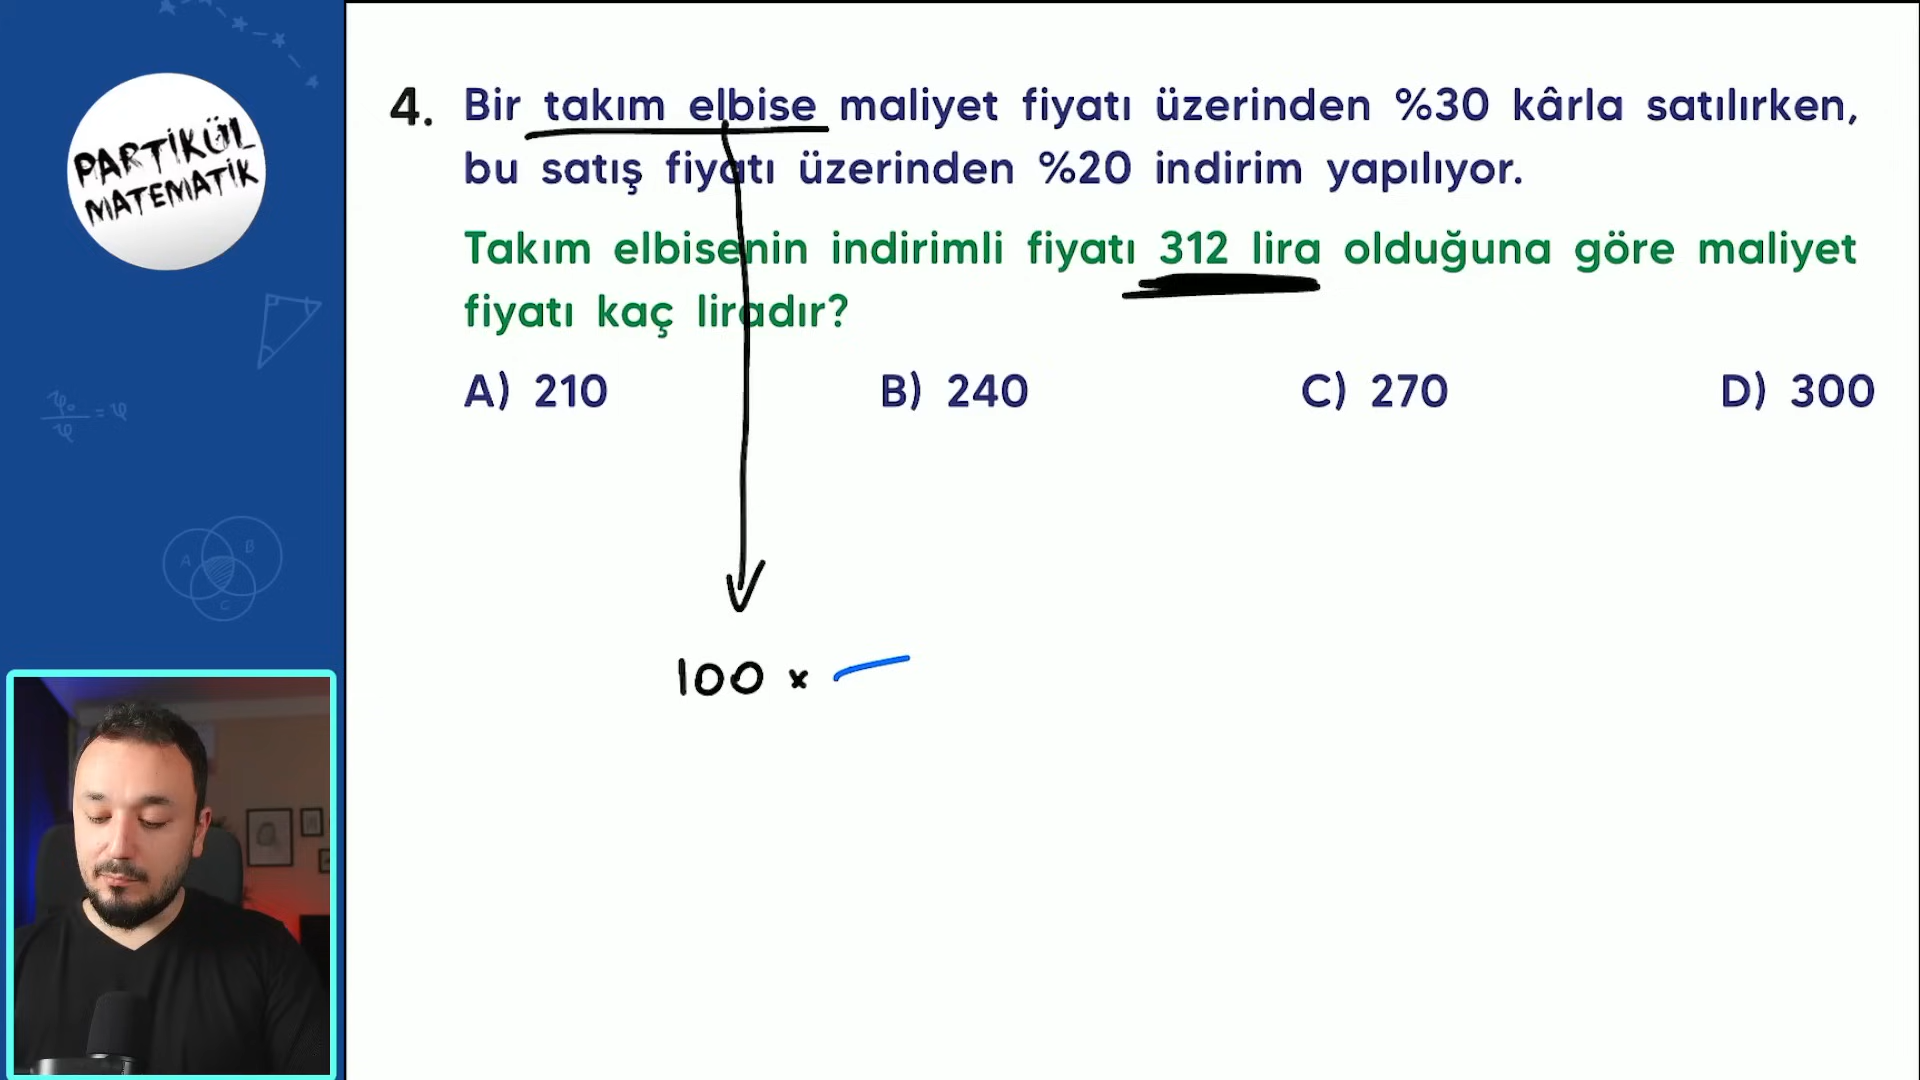 PARTİKÜL
MATEMATİK
4. Bir takım elbise maliyet fiyatı üzerinden %30 kârla satılırken,
bu satış fiyatı üzerinden %20 indirim yapılıyor.
Takım elbisenin indirimli fiyatı 312 lira olduğuna göre maliyet
fiyatı kaç liradır?
A) 210 B) 240 C) 270 D) 300
A B
C
100 x